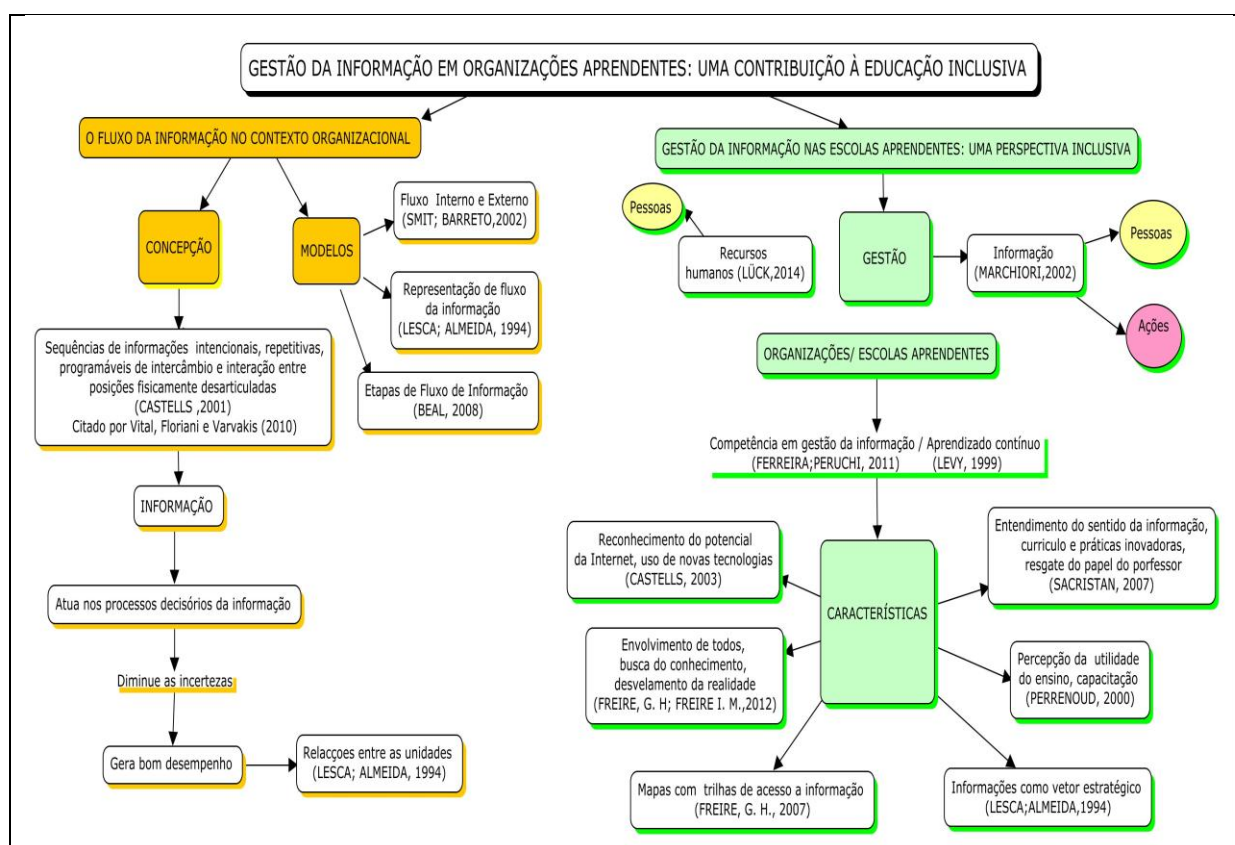 GESTÃO DA INFORMAÇÃO EM ORGANIZAÇÕES APRENDENTES: UMA CONTRIBUIÇÃO À EDUCAÇÃO INCLUSIVA
O FLUXO DA INFORMAÇÃO NO CONTEXTO ORGANIZACIONAL
CONCEPÇÃO
MODELOS
Fluxo Interno e Externo
(SMIT; BARRETO,2002)
Representação de fluxo
da informação
(LESCA; ALMEIDA, 1994)
Etapas de Fluxo de Informação
(BEAL, 2008)
Sequências de informações intencionais, repetitivas,
programáveis de intercâmbio e interação entre
posições fisicamente desarticuladas
(CASTELLS ,2001)
Citado por Vital, Floriani e Varvakis (2010)
INFORMAÇÃO
Atua nos processos decisórios da informação
Diminue as incertezas
Gera bom desempenho
Relacçoes entre as unidades
(LESCA; ALMEIDA, 1994)
GESTÃO DA INFORMAÇÃO NAS ESCOLAS APRENDENTES: UMA PERSPECTIVA INCLUSIVA
Pessoas
Recursos
humanos (LÜCK,2014)
GESTÃO
Informação
(MARCHIORI,2002)
Pessoas
Ações
ORGANIZAÇÕES/ ESCOLAS APRENDENTES
Competência em gestão da informação / Aprendizado contínuo
(FERREIRA;PERUCHI, 2011) (LEVY, 1999)
CARACTERÍSTICAS
Reconhecimento do potencial
da Internet, uso de novas tecnologias
(CASTELLS, 2003)
Envolvimento de todos,
busca do conhecimento,
desvelamento da realidade
(FREIRE, G. H; FREIRE I. M.,2012)
Mapas com trilhas de acesso a informação
(FREIRE, G. H., 2007)
Entendimento do sentido da informação,
curriculo e práticas inovadoras,
resgate do papel do porfessor
(SACRISTAN, 2007)
Percepção da utilidade
do ensino, capacitação
(PERRENOUD, 2000)
Informações como vetor estratégico
(LESCA;ALMEIDA,1994)